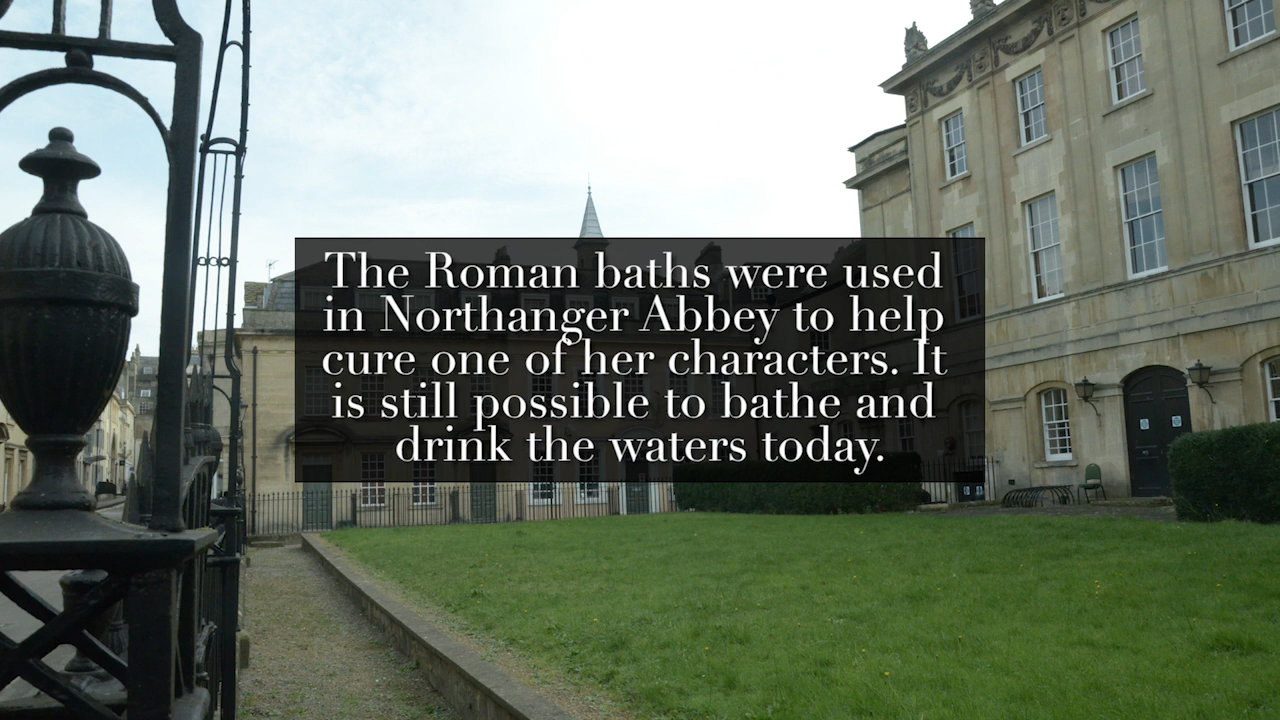 The Roman baths were used
in Northanger Abbey to help
cure one of her characters. It
is still possible to bathe and
drink the waters today.